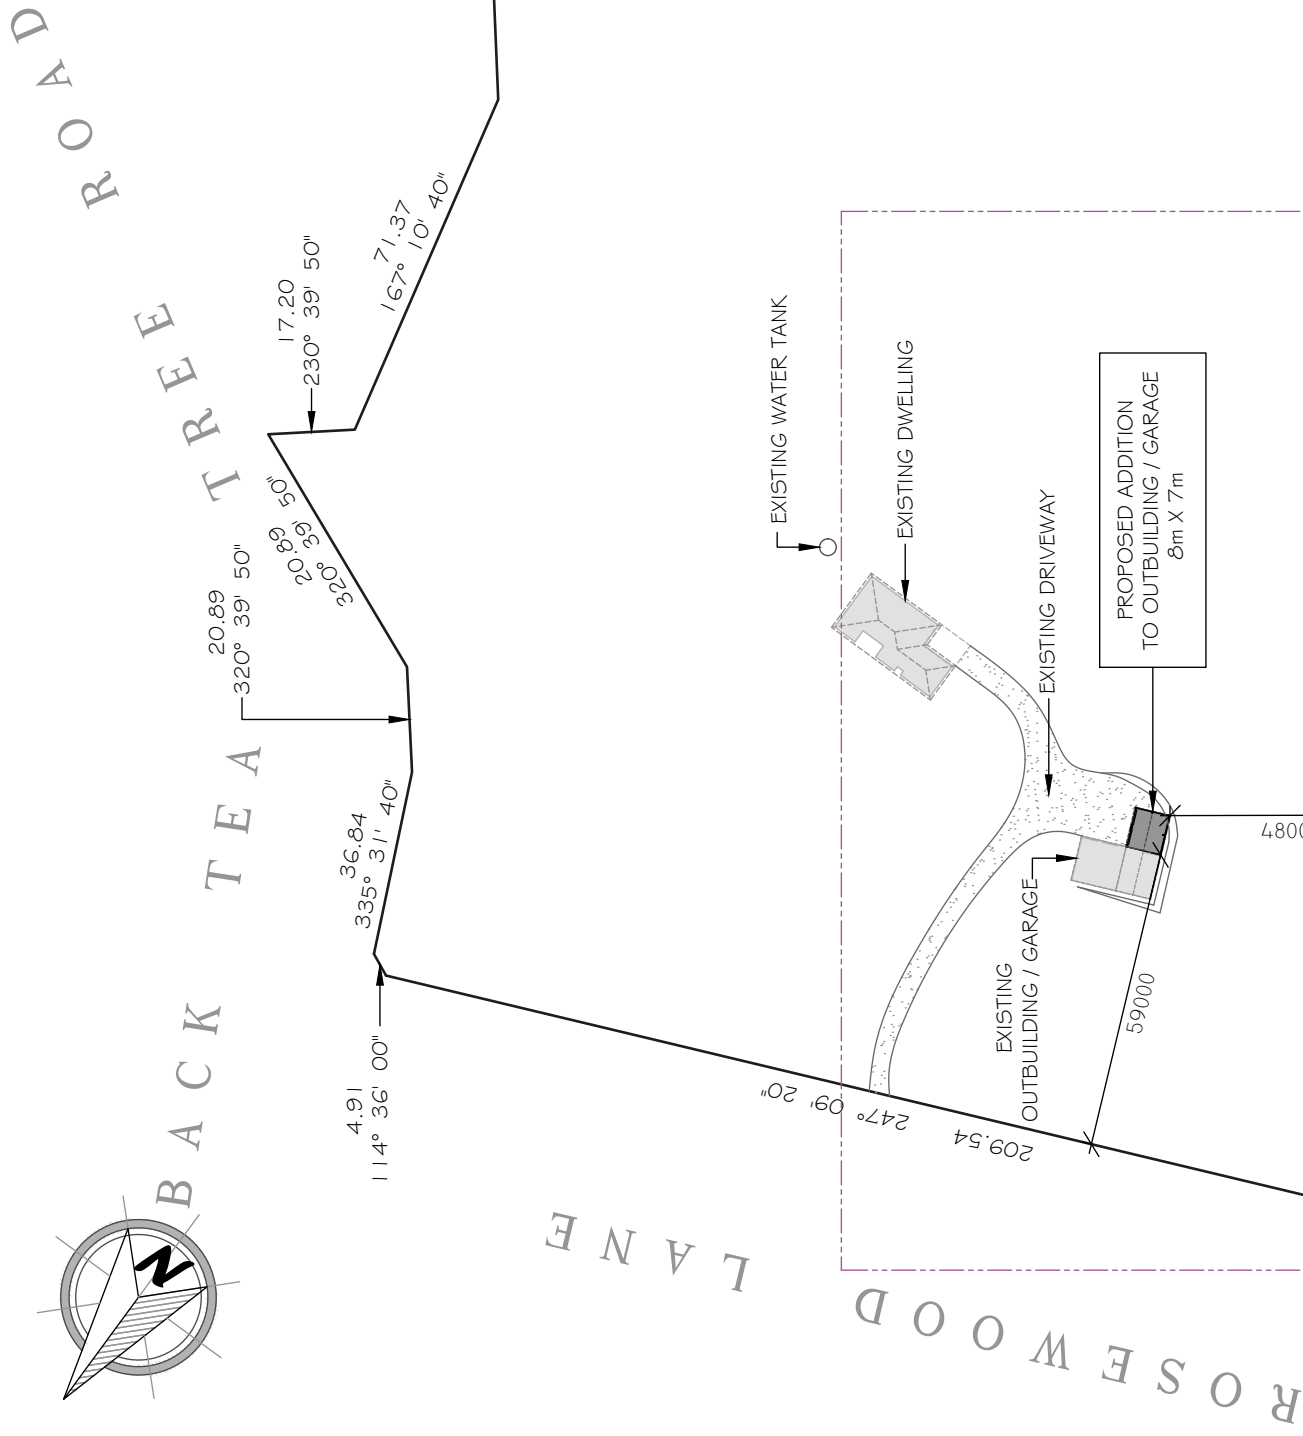 BACK TEA TREE ROAD
17.20
230° 39' 50"
71.37
167° 10' 40"
20.89
320° 39' 50"
20.89
320° 39' 50"
36.84
335° 31' 40"
4.91
114° 36' 00"
EXISTING WATER TANK
EXISTING DWELLING
EXISTING DRIVEWAY
PROPOSED ADDITION
TO OUTBUILDING / GARAGE
8m X 7m
EXISTING
OUTBUILDING / GARAGE
4800
59000
247° 09' 20"
209.54
ROSEWOOD LANE
N